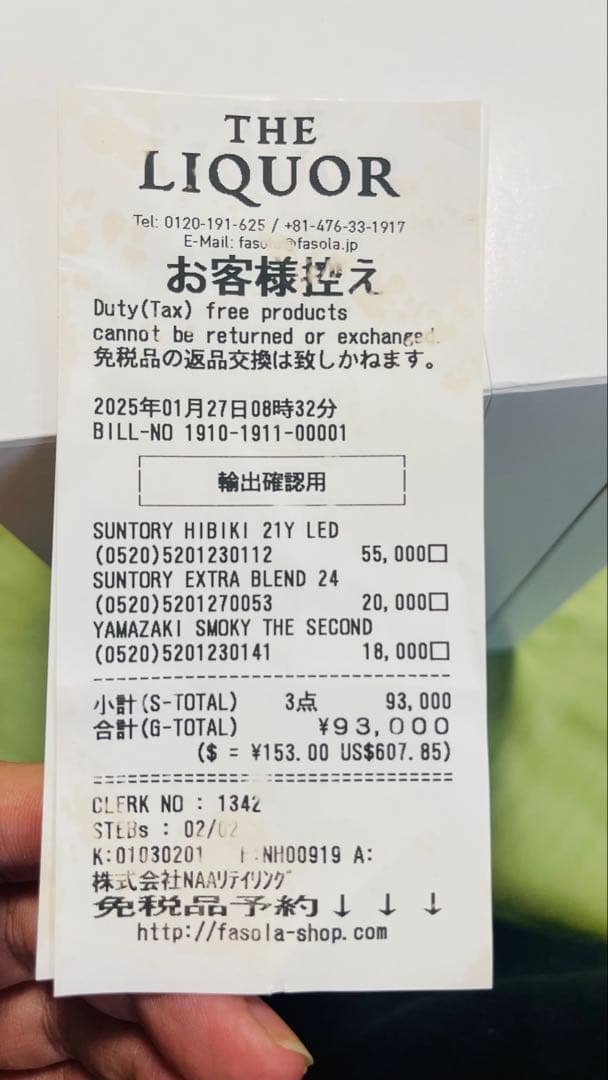 THE
LIQUOR
Tel: 0120-191-625 / +81-476-33-1917
E-Mail: @fasola.jp
お客様控え
Duty(Tax) free products
cannot be returned or exchanged.
免税品の返品交換は致しかねます。
2025年01月27日08時32分
BILL-NO 1910-1911-00001
輸出確認用
SUNTORY HIBIKI 21Y LED
(0520)5201230112 55,000□
SUNTORY EXTRA BLEND 24
(0520)5201270053 20,000□
YAMAZAKI SMOKY THE SECOND
(0520)5201230141 18,000□
小計(S-TOTAL) 3点 93,000
合計(G-TOTAL) ¥93,000
($ = ¥153.00 US$607.85)
CLERK NO : 1342
STEBs : 02/02
K:01030201 F:NH00919 A:
株式会社NAAリテイリング
免税品予約↓ ↓ ↓
http://fasola-shop.com